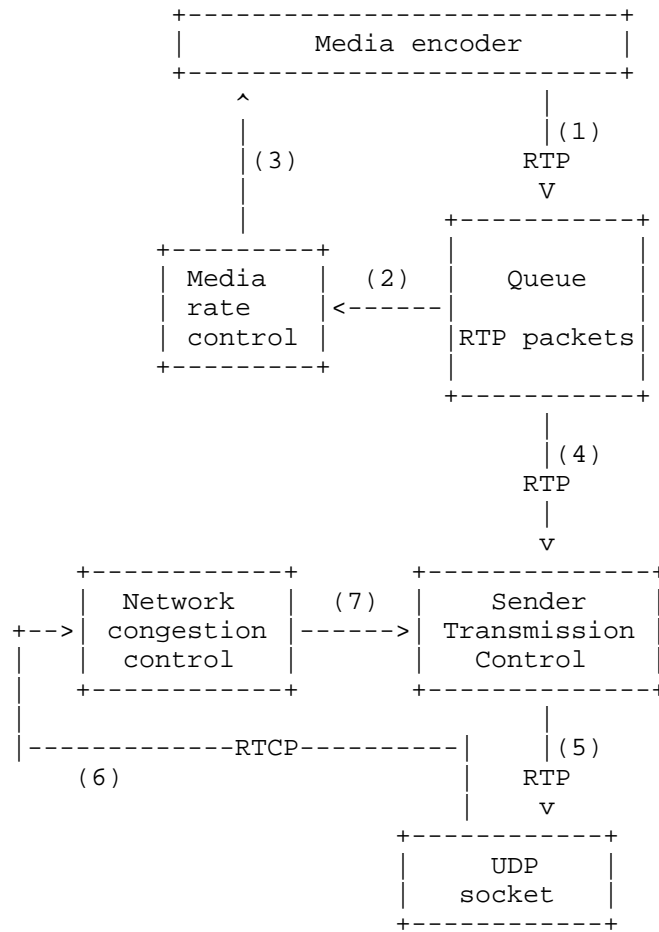 Media encoder
(1)
(3)
RTP
Media
rate
control
(2)
Queue
RTP packets
(4)
RTP
Network
congestion
control
(7)
Sender
Transmission
Control
RTCP
(5)
(6)
RTP
UDP
socket